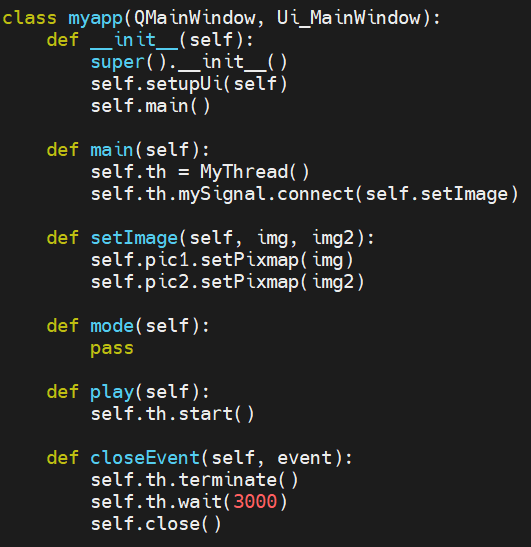 class myapp(QMainWindow, Ui_MainWindow):
    def __init__(self):
        super().__init__()
        self.setupUi(self)
        self.main()

    def main(self):
        self.th = MyThread()
        self.th.mySignal.connect(self.setImage)

    def setImage(self, img, img2):
        self.pic1.setPixmap(img)
        self.pic2.setPixmap(img2)

    def mode(self):
        pass

    def play(self):
        self.th.start()

    def closeEvent(self, event):
        self.th.terminate()
        self.th.wait(3000)
        self.close()